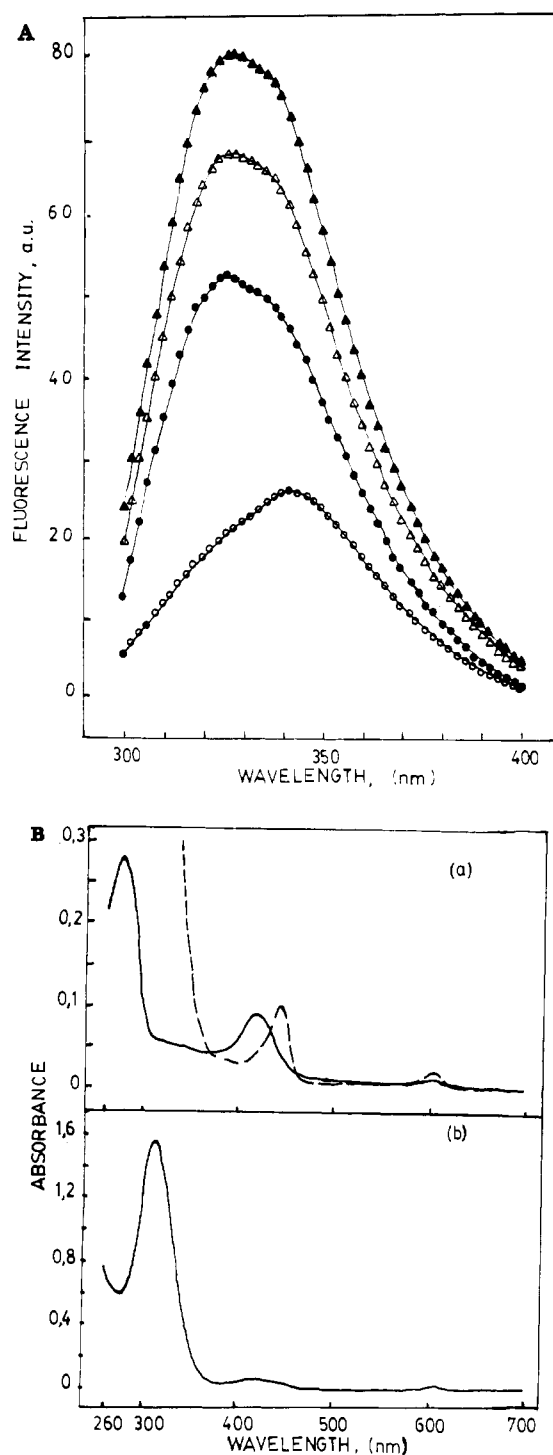 A
80
60
40
20
0
FLUORESCENCE INTENSITY, a.u.
300
350
400
WAVELENGTH, (nm)
B
0,3
0,2
0,1
0
(a)
ABSORBANCE
1,6
1,2
0,8
0,4
0
(b)
260
300
400
500
600
700
WAVELENGTH, (nm)